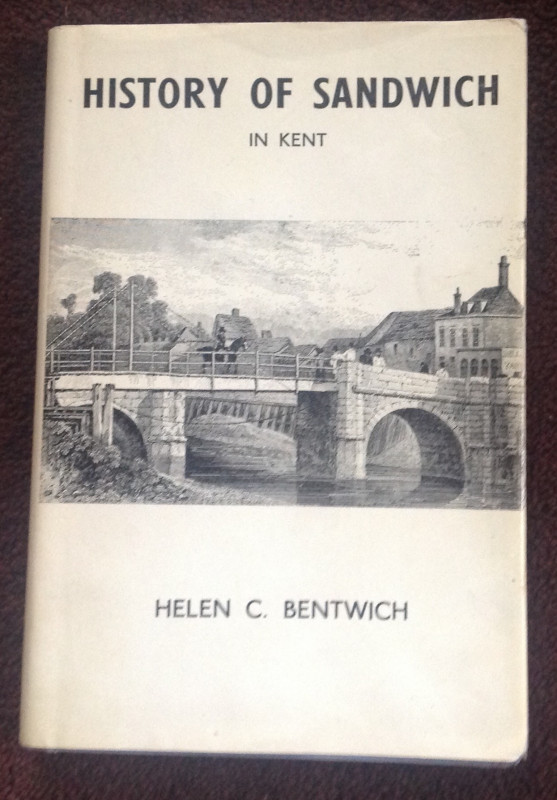 HISTORY OF SANDWICH
IN KENT
HELEN C. BENTWICH